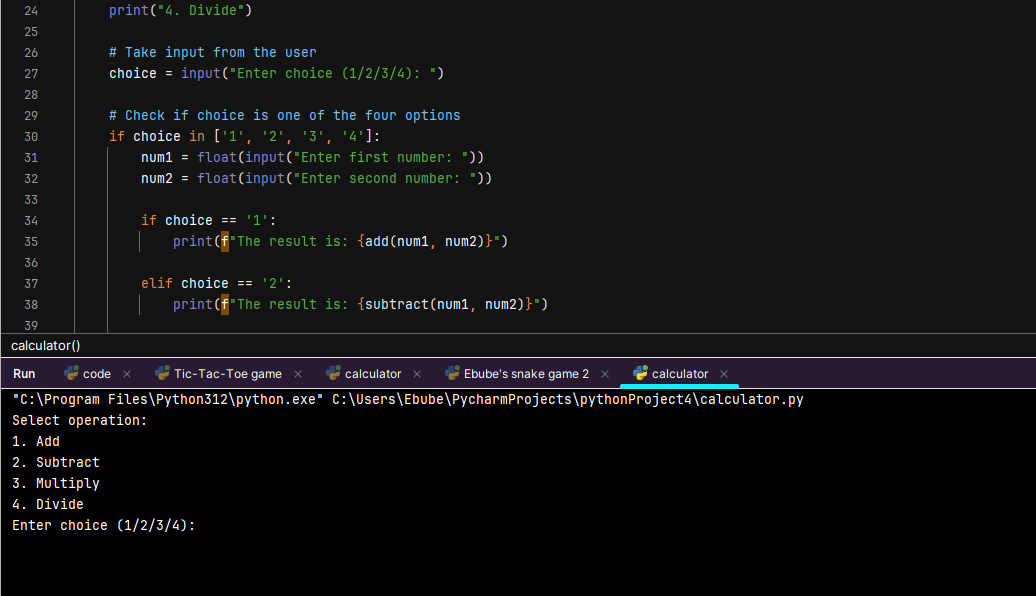 24 print("4. Divide")
25
26 # Take input from the user
27 choice = input("Enter choice (1/2/3/4): ")
28
29 # Check if choice is one of the four options
30 if choice in ['1', '2', '3', '4']:
31 num1 = float(input("Enter first number: "))
32 num2 = float(input("Enter second number: "))
33
34 if choice == '1':
35 print(f"The result is: {add(num1, num2)}")
36
37 elif choice == '2':
38 print(f"The result is: {subtract(num1, num2)}")
39
calculator()
Run code Tic-Tac-Toe game calculator Ebube's snake game 2 calculator
"C:\Program Files\Python312\python.exe" C:\Users\Ebube\PycharmProjects\pythonProject4\calculator.py
Select operation:
1. Add
2. Subtract
3. Multiply
4. Divide
Enter choice (1/2/3/4):